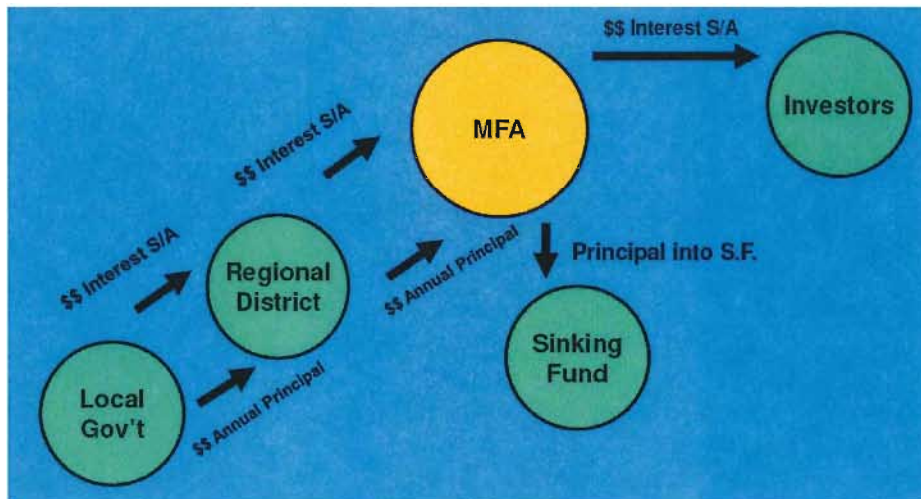 $$ Interest S/A
Investors
MFA
$$ Interest S/A
$$ Interest S/A
Regional
District
$$ Annual Principal
Principal into S.F.
Sinking
Fund
Local
Gov't
$$ Annual Principal